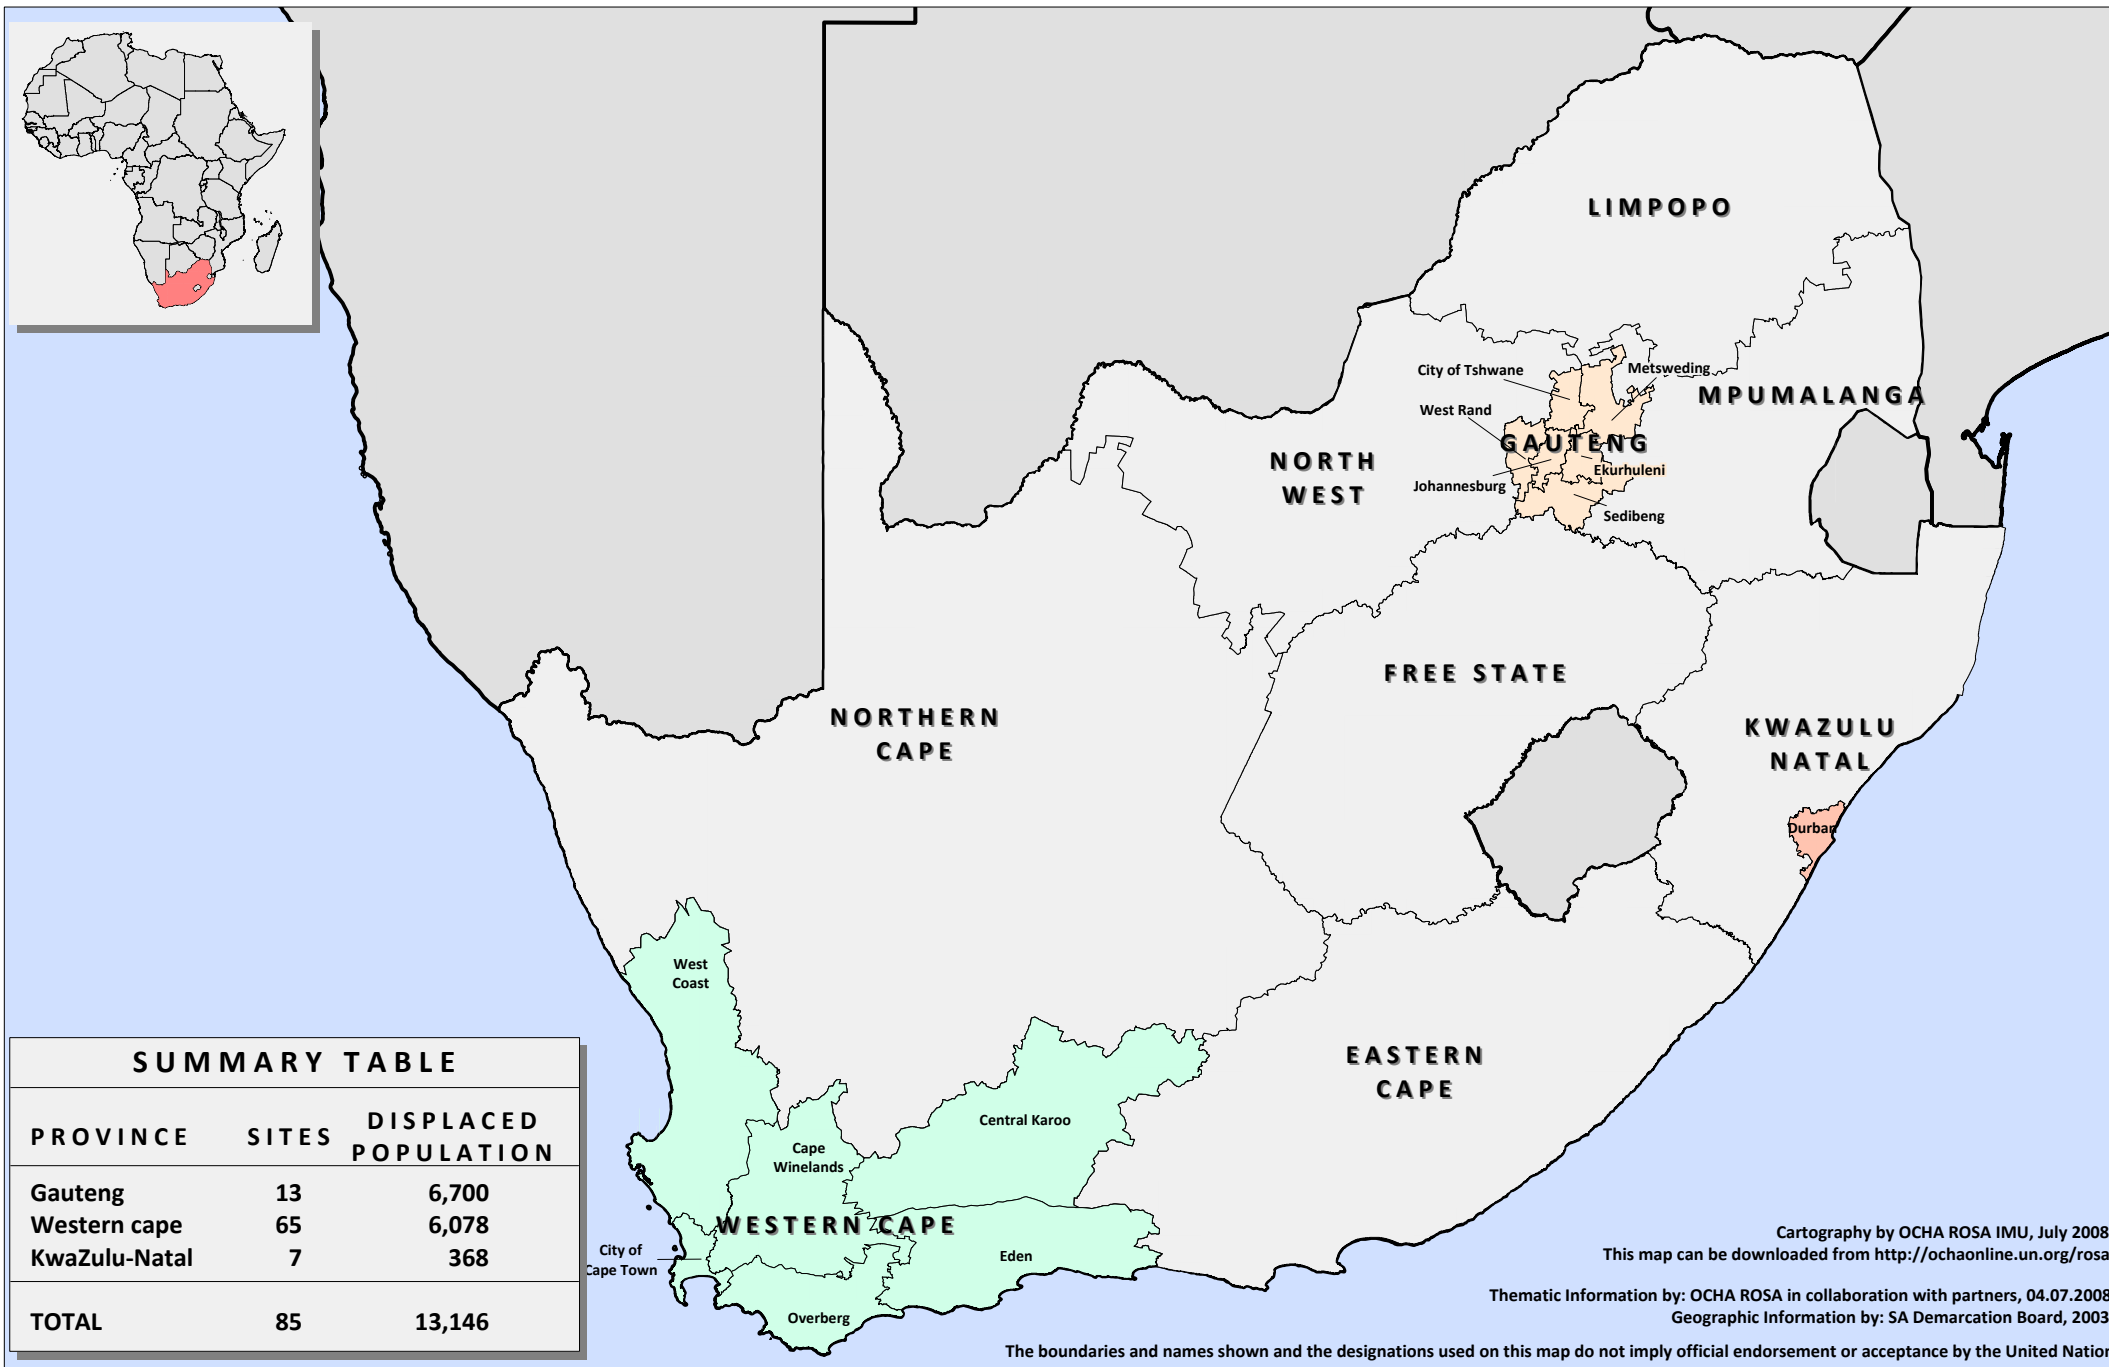 LIMPOPO
City of Tshwane
Metsweding
MPUMALANGA
West Rand
GAUTENG
NORTH
WEST
Ekurhuleni
Johannesburg
Sedibeng
FREE STATE
NORTHERN
CAPE
KWAZULU
NATAL
Durban
West
Coast
EASTERN
CAPE
Central Karoo
Cape
Winelands
WESTERN CAPE
City of
Cape Town
Eden
Overberg
SUMMARY TABLE
PROVINCE SITES DISPLACED POPULATION
Gauteng 13 6,700
Western cape 65 6,078
KwaZulu-Natal 7 368
TOTAL 85 13,146
Cartography by OCHA ROSA IMU, July 2008
This map can be downloaded from http://ochaonline.un.org/rosa
Thematic Information by: OCHA ROSA in collaboration with partners, 04.07.2008
Geographic Information by: SA Demarcation Board, 2003
The boundaries and names shown and the designations used on this map do not imply official endorsement or acceptance by the United Nation